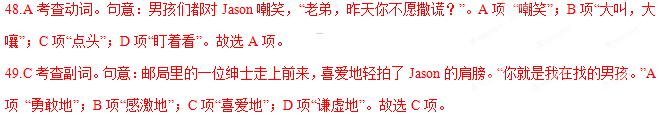 48.A 考查动词。句意：男孩们都对 Jason 嘲笑，“老弟，昨天你不愿撒谎？”。A 项 “嘲笑”；B 项“大叫，大
嚷”；C 项“点头”；D 项“盯着看”。故选 A 项。
49.C 考查副词。句意：邮局里的一位绅士走上前来，喜爱地轻拍了 Jason 的肩膀。“你就是我在找的男孩。”A
项 “勇敢地”；B 项“感激地”；C 项“喜爱地”；D 项“谦虚地”。故选 C 项。